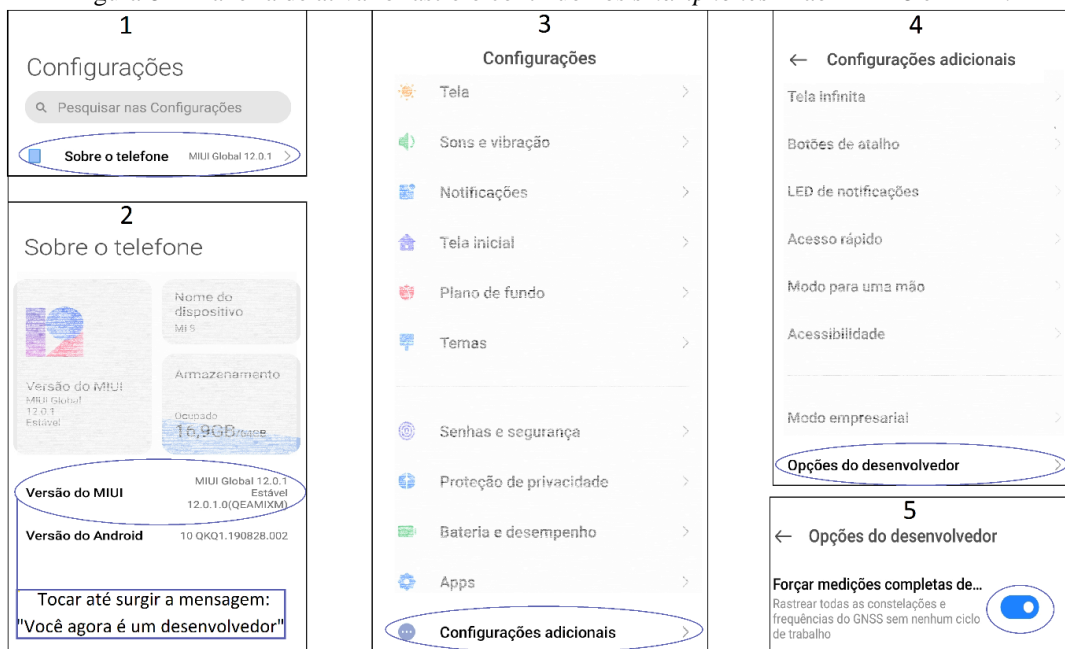 1
Configurações
Pesquisar nas Configurações
Sobre o telefone MIUI Global 12.0.1
2
Sobre o telefone
Nome do
dispositivo
MI 5
Versão do MIUI
MIUI Global
12.0.1
Estável
Armazenamento
Ocupado
16,9GB/64GB
Versão do MIUI
MIUI Global 12.0.1
Estável
12.0.1.0(QEAMIXM)
Versão do Android 10 QKQ1.190828.002
Tocar até surgir a mensagem:
"Você agora é um desenvolvedor"
3
Configurações
Tela
Sons e vibração
Notificações
Tela inicial
Plano de fundo
Temas
Senhas e segurança
Proteção de privacidade
Bateria e desempenho
Apps
Configurações adicionais
4
Configurações adicionais
Tela infinita
Botões de atalho
LED de notificações
Acesso rápido
Modo para uma mão
Acessibilidade
Modo empresarial
Opções do desenvolvedor
5
Opções do desenvolvedor
Forçar medições completas de...
Rastrear todas as constelações e
frequências do GNSS sem nenhum ciclo
de trabalho